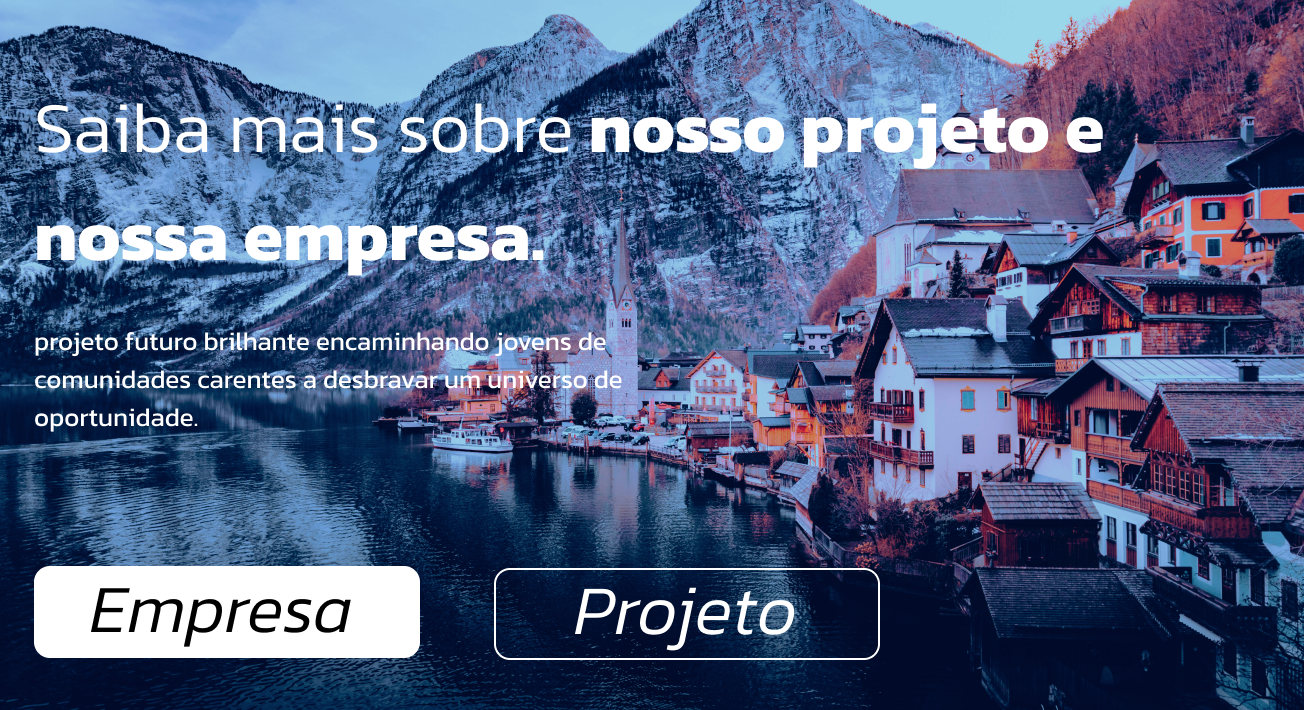 Saiba mais sobre nosso projeto e
nossa empresa.
projeto futuro brilhante encaminhando jovens de
comunidades carentes a desbravar um universo de
oportunidade.
Empresa
Projeto